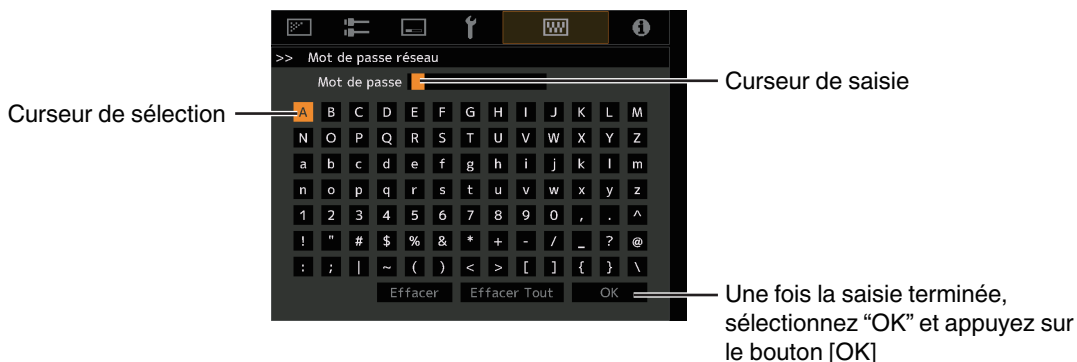 >> Mot de passe réseau
Mot de passe
Curseur de saisie
Curseur de sélection
A B C D E F G H I J K L M
N O P Q R S T U V W X Y Z
a b c d e f g h i j k l m
n o p q r s t u v w x y z
1 2 3 4 5 6 7 8 9 0 , . ^
! " # $ % & * + - / _ ? @
: ; | ~ ( ) < > [ ] { } \
Effacer Effacer Tout OK
Une fois la saisie terminée,
sélectionnez “OK” et appuyez sur
le bouton [OK]